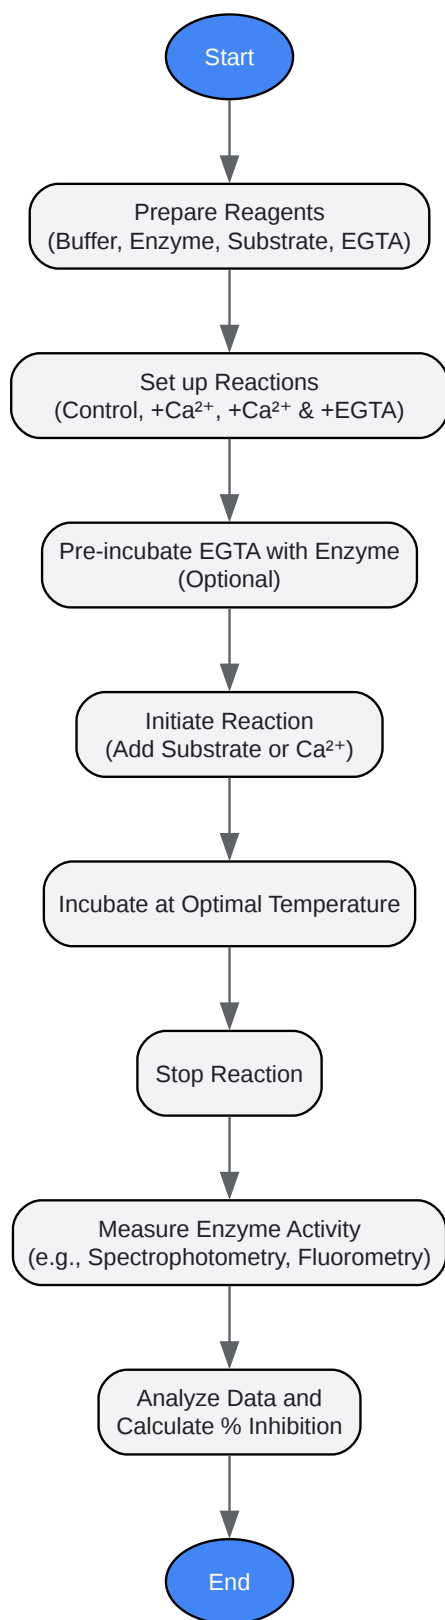 Start
Prepare Reagents
(Buffer, Enzyme, Substrate, EGTA)
Set up Reactions
(Control, +Ca²⁺, +Ca²⁺ & +EGTA)
Pre-incubate EGTA with Enzyme
(Optional)
Initiate Reaction
(Add Substrate or Ca²⁺)
Incubate at Optimal Temperature
Stop Reaction
Measure Enzyme Activity
(e.g., Spectrophotometry, Fluorometry)
Analyze Data and
Calculate % Inhibition
End